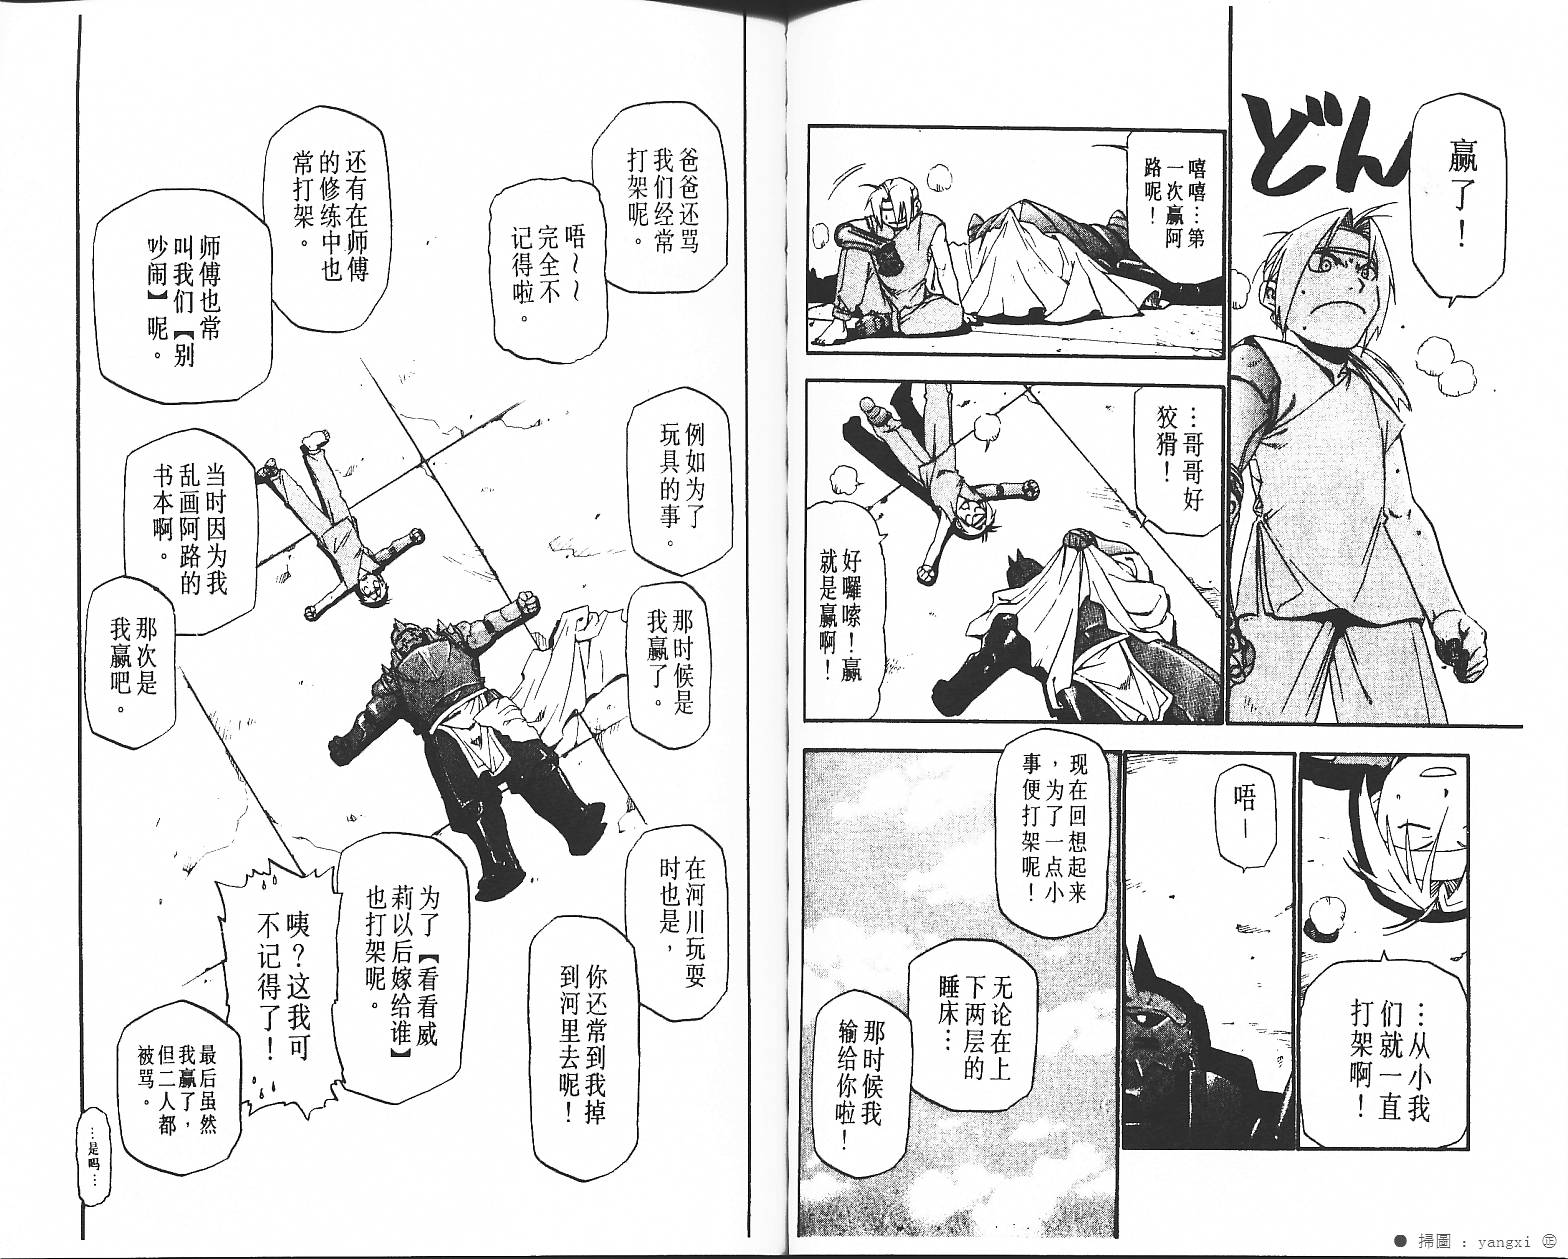 赢了！
どん
嘻嘻…第
一次赢阿
路呢！
…哥哥好
狡猾！
好囉嗦！赢
就是赢啊！
…从小我
们就一直
打架啊！
唔—
现在回想起来
，为了一点小
事便打架呢！
无论在上
下两层的
睡床…
那时候我
输给你啦！
爸爸还骂
我们经常
打架呢。
唔～～
完全不
记得啦。
还有在师傅
的修练中也
常打架。
师傅也常
叫我们【别
吵闹】呢。
例如为了
玩具的事。
那时候是
我赢了。
当时因为我
乱画阿路的
书本啊。
那次是
我赢吧。
在河川玩耍
时也是，
你还常到我掉
到河里去呢！
为了【看看威
莉以后嫁给谁】
也打架呢。
咦？这我可
不记得了！
最后虽然
我赢了，
但二人都
被骂。
…是吗…
● 掃圖 : yangxi ㊣